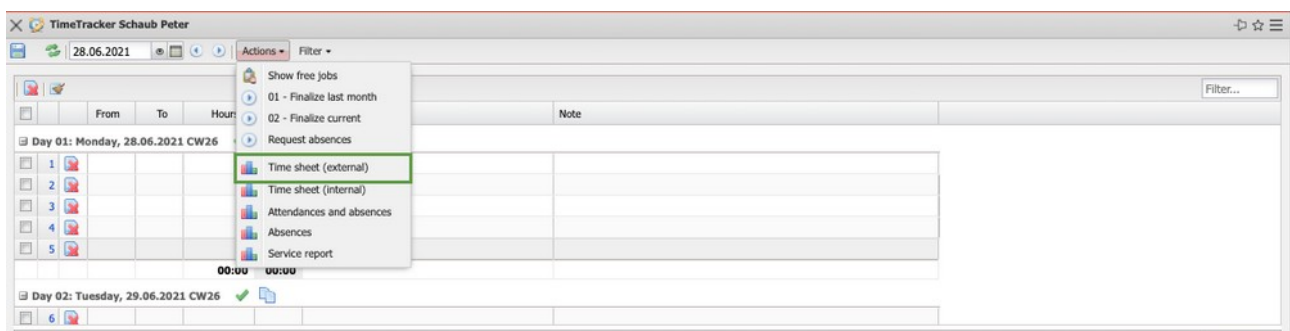 TimeTracker Schaub Peter
28.06.2021 Actions Filter
Show free jobs
01 - Finalize last month
Filter...
From To Hour Note
02 - Finalize current
Day 01: Monday, 28.06.2021 CW26
Request absences
1
Time sheet (external)
2
Time sheet (internal)
3
Attendances and absences
4
Absences
5
Service report
00:00 00:00
Day 02: Tuesday, 29.06.2021 CW26
6